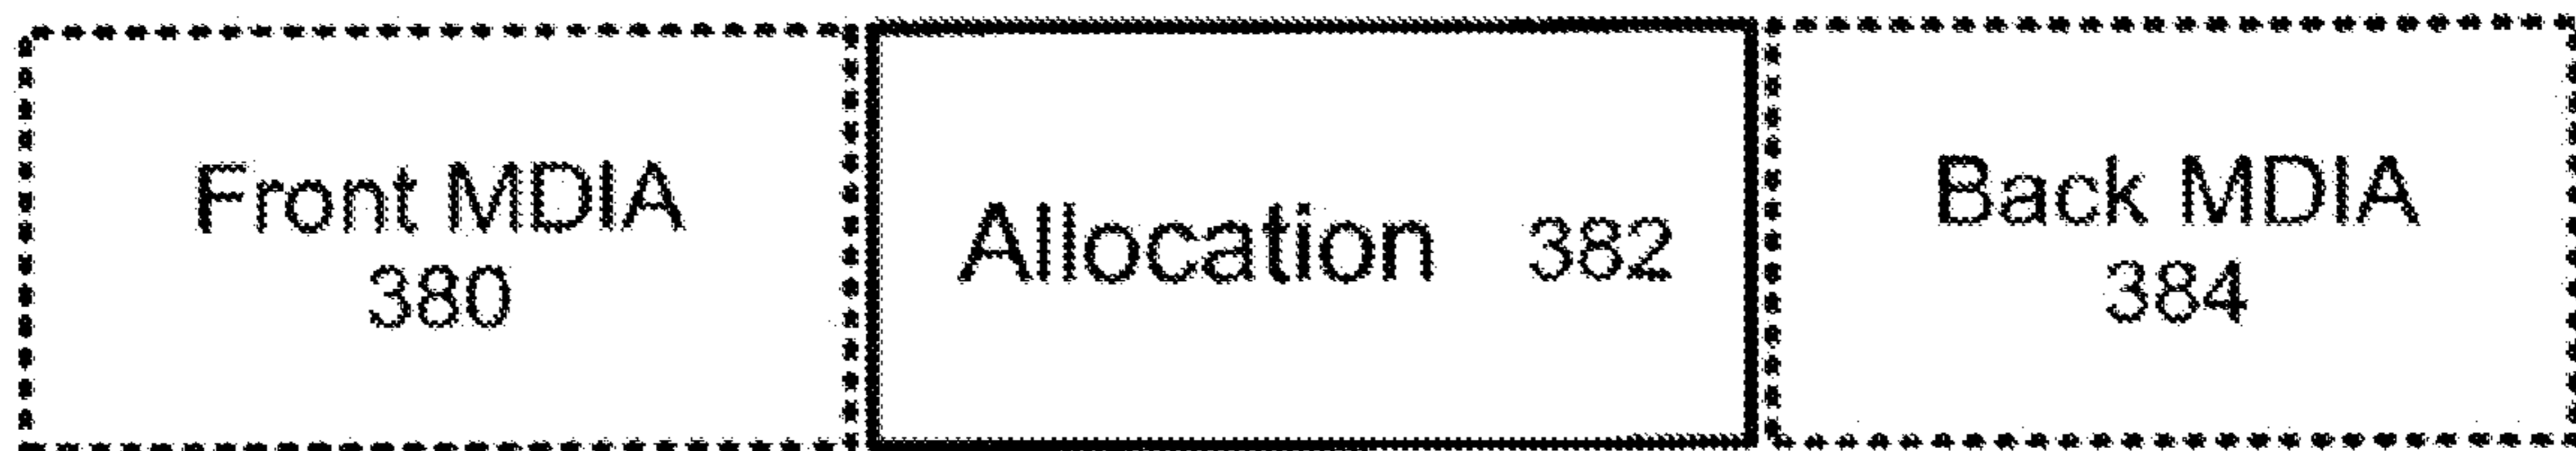 Front MDIA
380
Allocation 382
Back MDIA
384